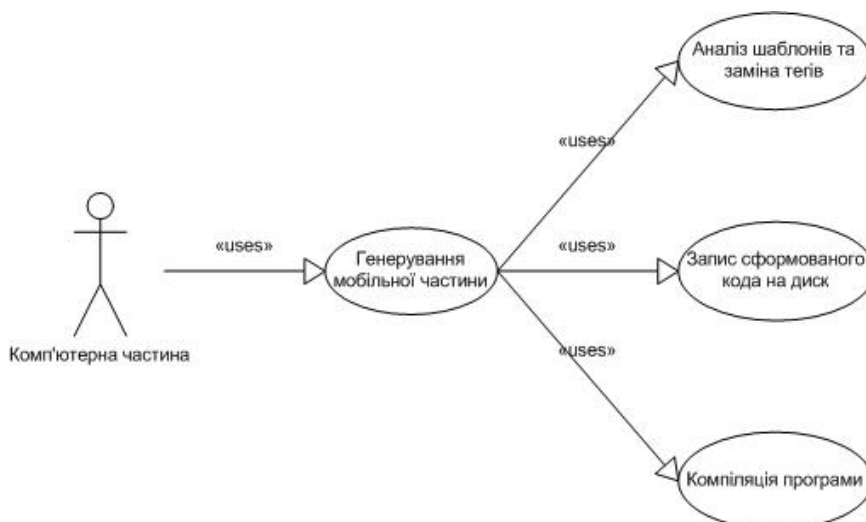 Аналіз шаблонів та
заміна тегів
«uses»
«uses»
Генерування
мобільної частини
«uses»
Запис сформованого
кода на диск
Комп'ютерна частина
«uses»
Компіляція програми